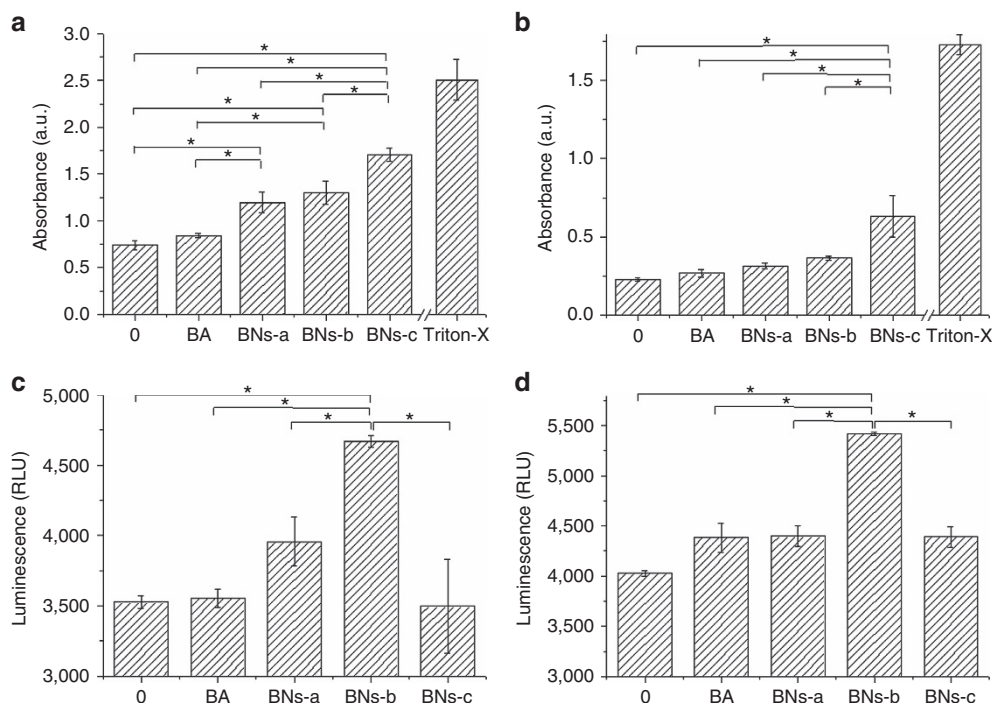 a
3.0
2.5
2.0
1.5
1.0
0.5
0.0
Absorbance (a.u.)
* * * * * * * *
0 BA BNs-a BNs-b BNs-c Triton-X
b
1.5
1.0
0.5
0.0
Absorbance (a.u.)
* * * *
0 BA BNs-a BNs-b BNs-c Triton-X
c
5,000
4,500
4,000
3,500
3,000
Luminescence (RLU)
* * * *
0 BA BNs-a BNs-b BNs-c
d
5,500
5,000
4,500
4,000
3,500
3,000
Luminescence (RLU)
* * * *
0 BA BNs-a BNs-b BNs-c